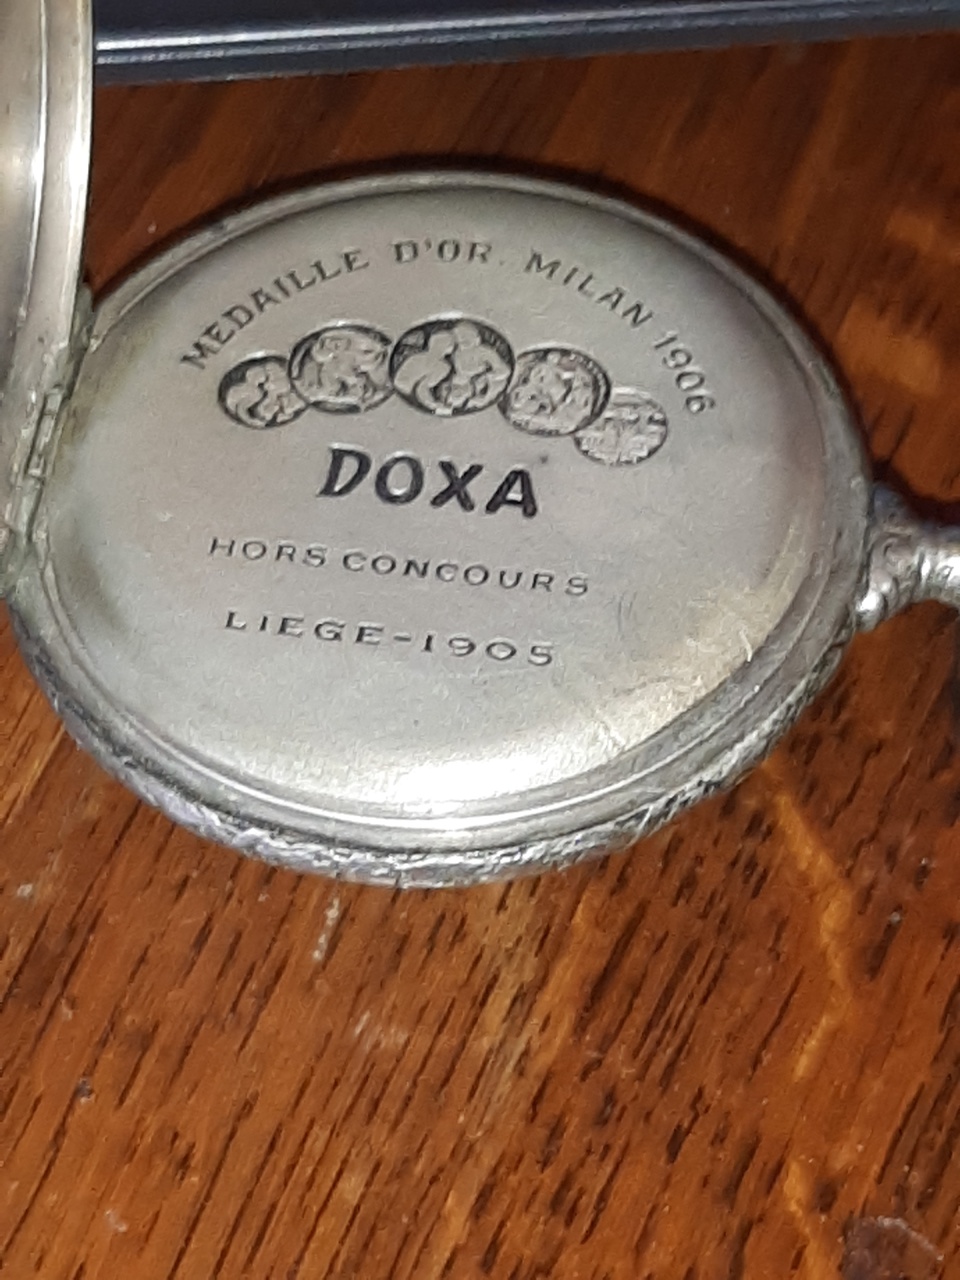 MEDAILLE D'OR. MILAN 1906
DOXA
HORS CONCOURS
LIEGE-1905